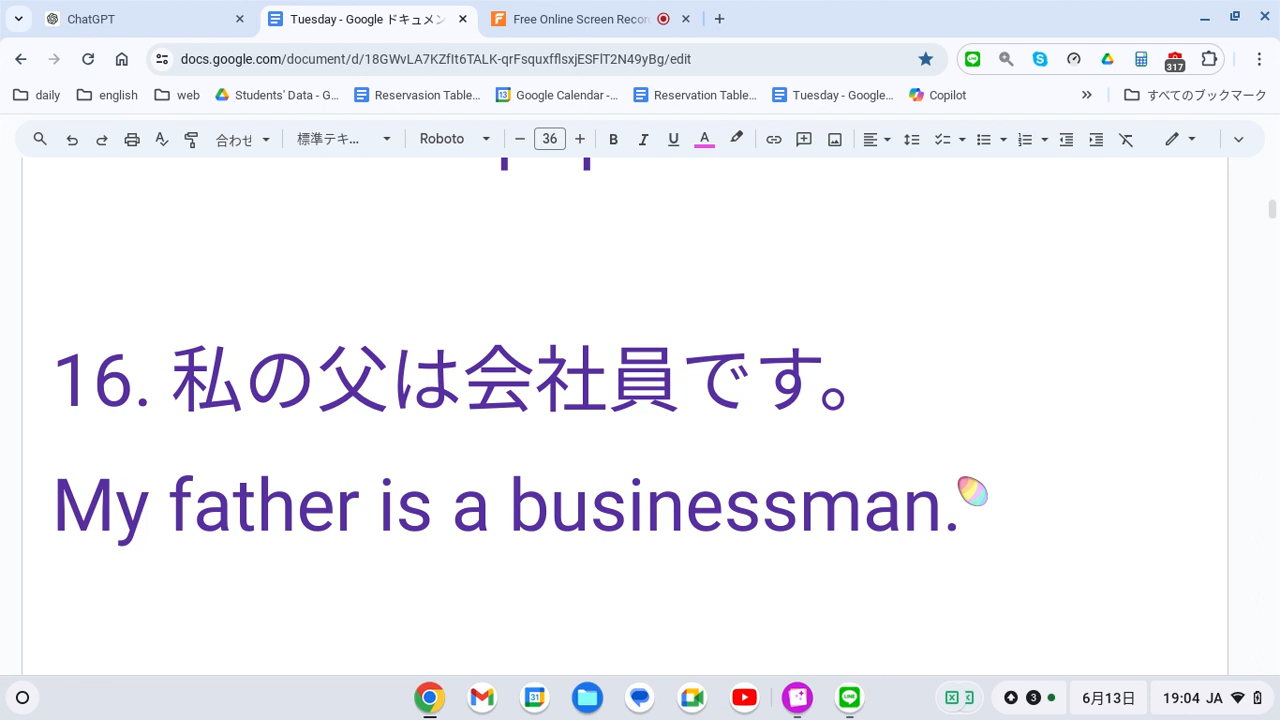 ChatGPT
Tuesday - Google ドキュメン
Free Online Screen Recor
docs.google.com/document/d/18GWvLA7KZfIt6TALK-qrFsquxfflsxjESFlT2N49yBg/edit
317
daily
english
web
Students' Data - G...
Reservasion Table...
Google Calendar -...
Reservation Table...
Tuesday - Google...
Copilot
すべてのブックマーク
合わせ
標準テキ...
Roboto
36
16. 私の父は会社員です。
My father is a businessman.
3
6月13日
19:04 JA